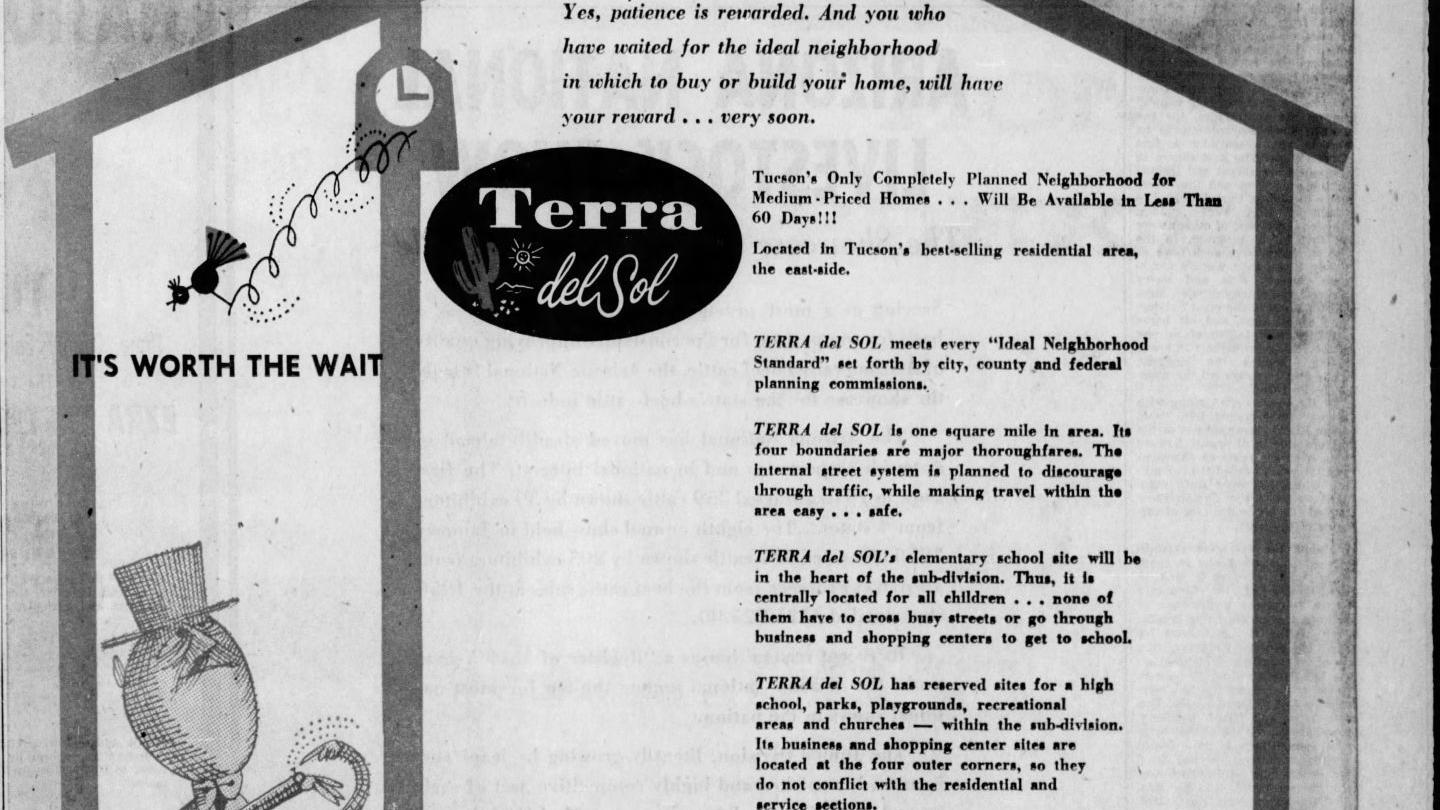 Yes, patience is rewarded. And you who
have waited for the ideal neighborhood
in which to buy or build your home, will have
your reward . . . very soon.
Terra
del Sol
Tucson's Only Completely Planned Neighborhood for
Medium-Priced Homes . . . Will Be Available in Less Than
60 Days!!!
Located in Tucson's best-selling residential area,
the east-side.
IT'S WORTH THE WAIT
TERRA del SOL meets every "Ideal Neighborhood
Standard" set forth by city, county and federal
planning commissions.
TERRA del SOL is one square mile in area. Its
four boundaries are major thoroughfares. The
internal street system is planned to discourage
through traffic, while making travel within the
area easy . . . safe.
TERRA del SOL's elementary school site will be
in the heart of the sub-division. Thus, it is
centrally located for all children . . . none of
them have to cross busy streets or go through
business and shopping centers to get to school.
TERRA del SOL has reserved sites for a high
school, parks, playgrounds, recreational
areas and churches — within the sub-division.
Its business and shopping center sites are
located at the four outer corners, so they
do not conflict with the residential and
service sections.